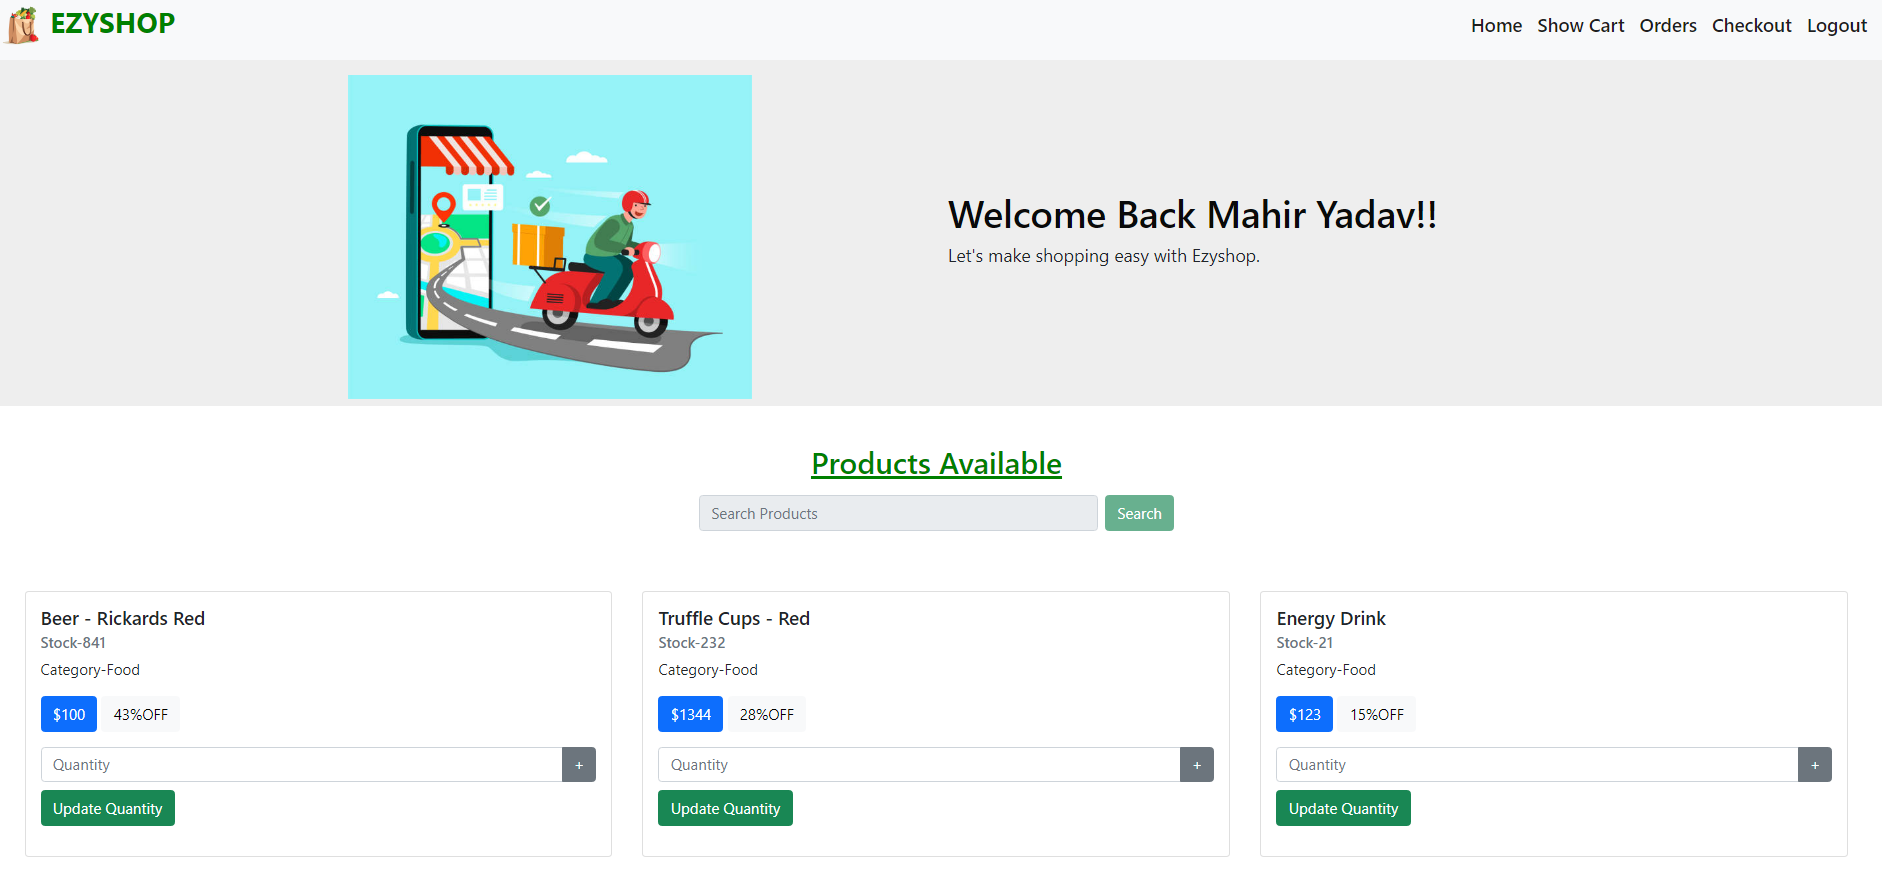 EZYSHOP
Home Show Cart Orders Checkout Logout
Welcome Back Mahir Yadav!!
Let's make shopping easy with Ezyshop.
Products Available
Search Products Search
Beer - Rickards Red
Stock-841
Category-Food
$100 43%OFF
Quantity +
Update Quantity
Truffle Cups - Red
Stock-232
Category-Food
$1344 28%OFF
Quantity +
Update Quantity
Energy Drink
Stock-21
Category-Food
$123 15%OFF
Quantity +
Update Quantity